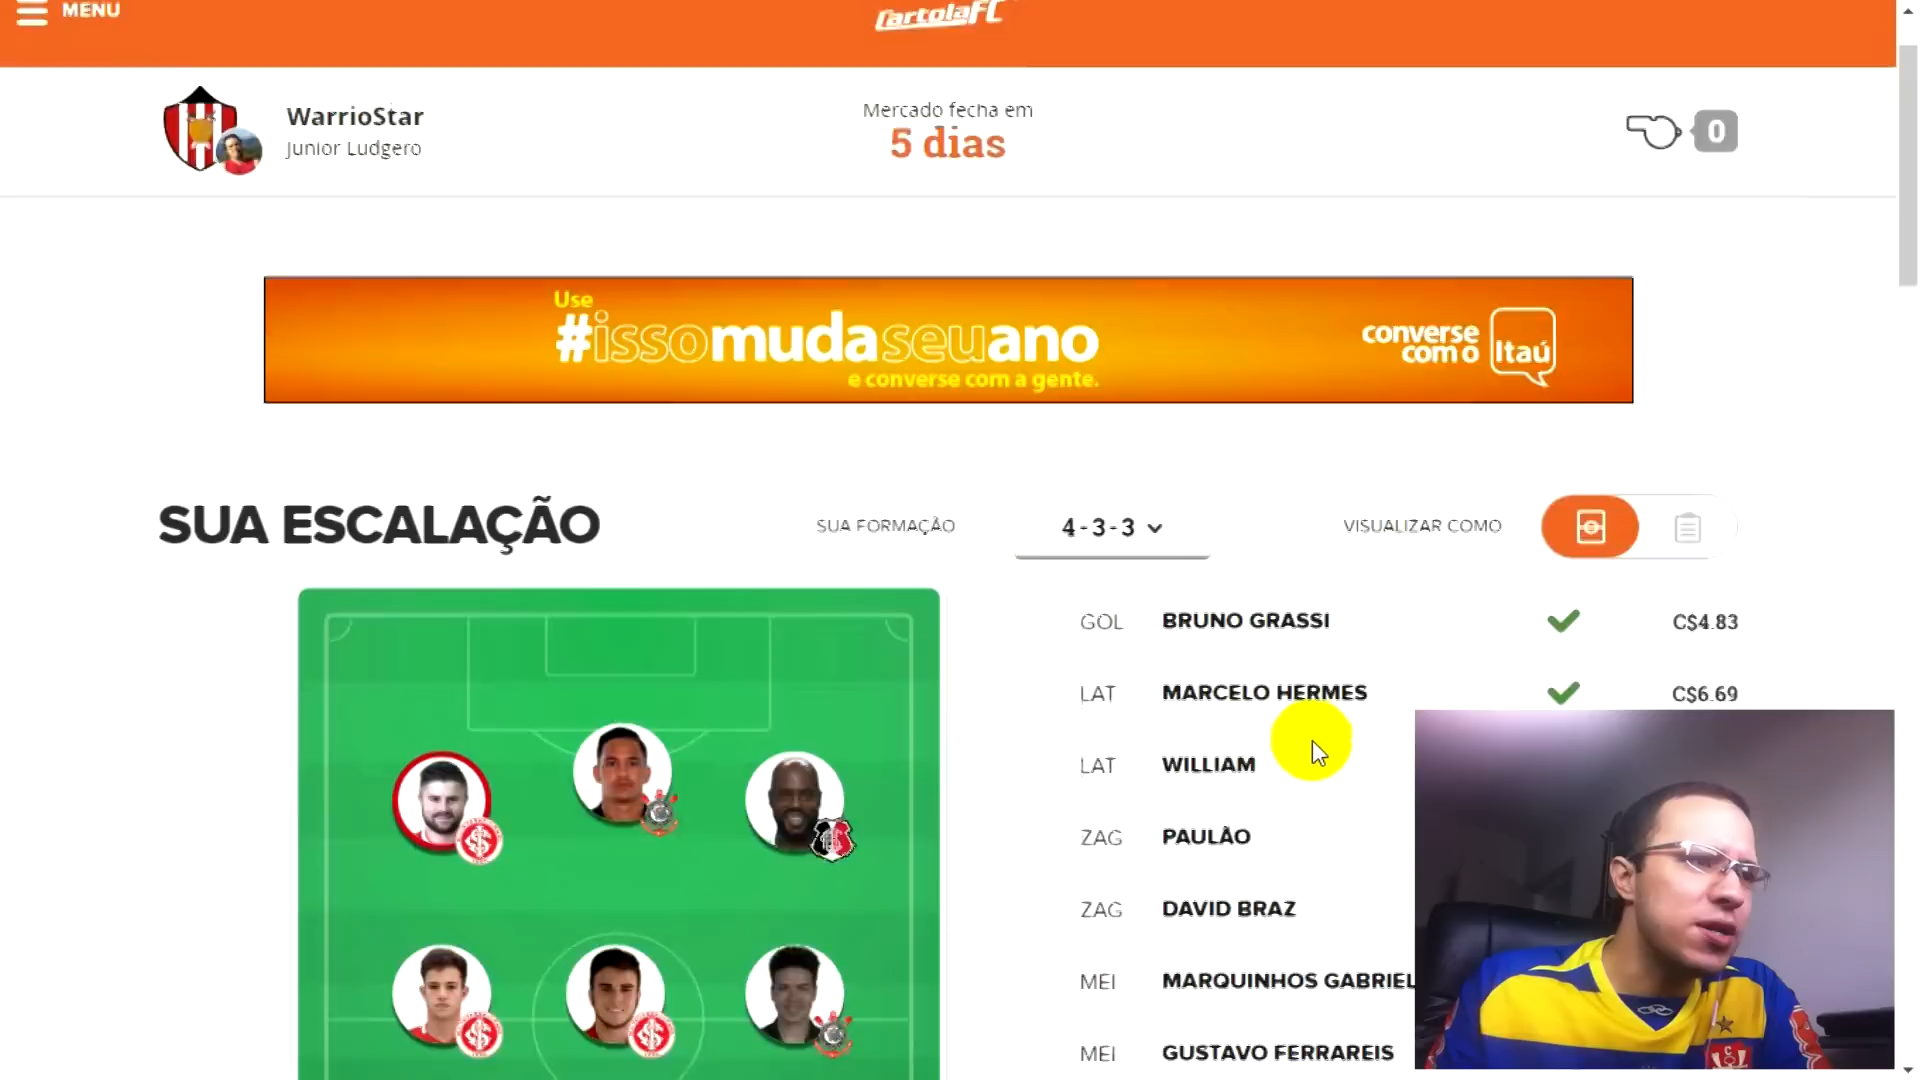 MENU
CartolaFC
WarrioStar
Junior Ludgero
Mercado fecha em
5 dias
0
Use
#issomudaseuano
e converse com a gente.
converse
com o
Itaú
SUA ESCALAÇÃO
SUA FORMAÇÃO
4-3-3
VISUALIZAR COMO
GOL BRUNO GRASSI C$4.83
LAT MARCELO HERMES C$6.69
LAT WILLIAM
ZAG PAULÃO
ZAG DAVID BRAZ
MEI MARQUINHOS GABRIEL
MEI GUSTAVO FERRAREIS